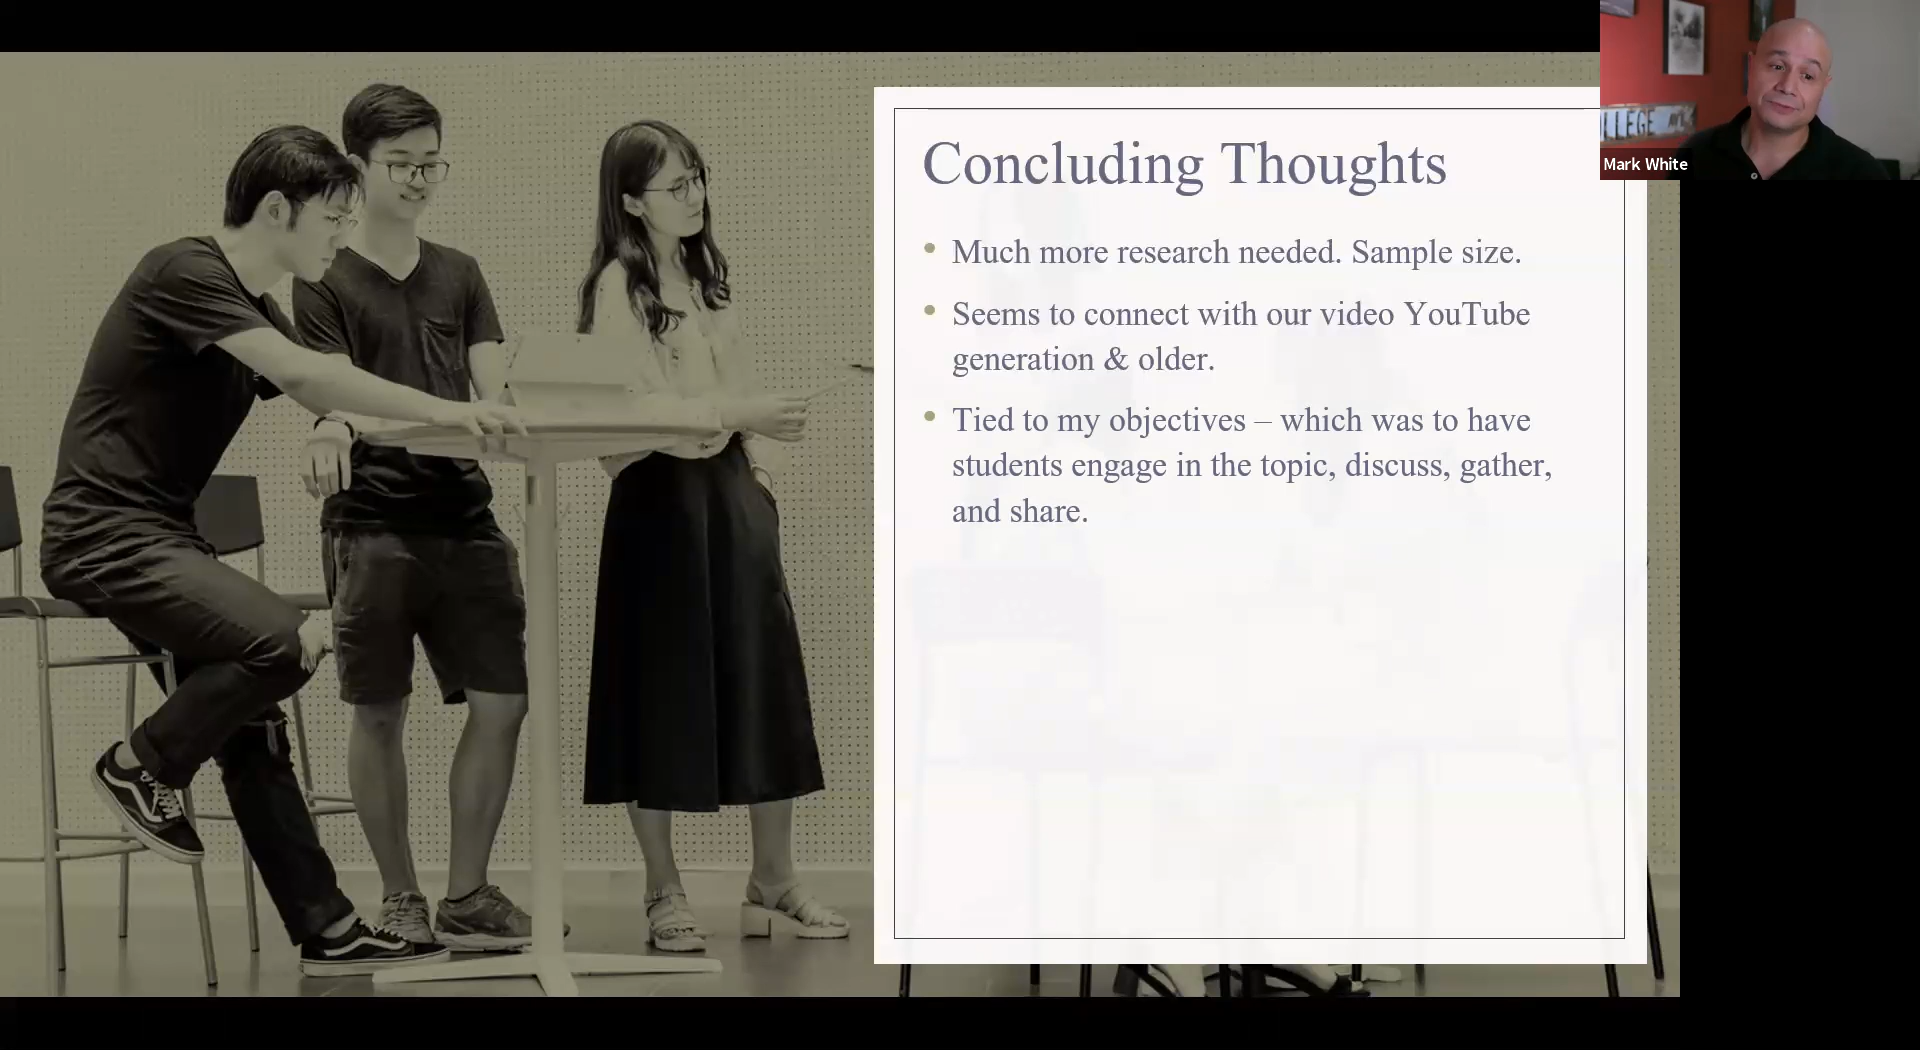 Concluding Thoughts
• Much more research needed. Sample size.
• Seems to connect with our video YouTube
generation & older.
• Tied to my objectives – which was to have
students engage in the topic, discuss, gather,
and share.
Mark White